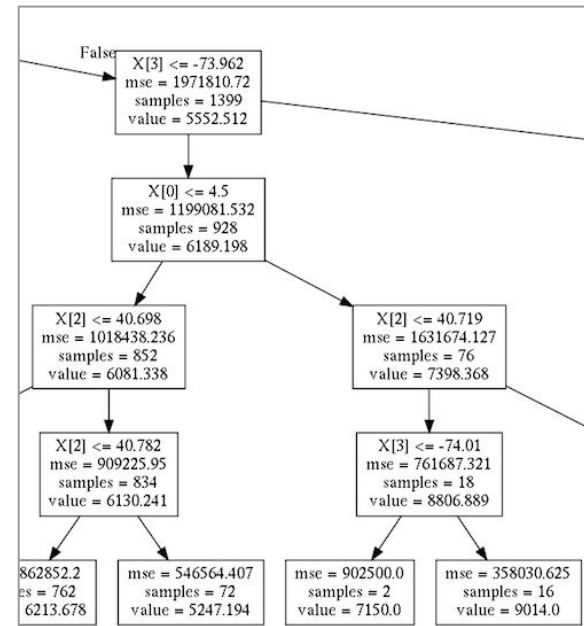 False
X[3] <= -73.962
mse = 1971810.72
samples = 1399
value = 5552.512
X[0] <= 4.5
mse = 1199081.532
samples = 928
value = 6189.198
X[2] <= 40.698
mse = 1018438.236
samples = 852
value = 6081.338
X[2] <= 40.719
mse = 1631674.127
samples = 76
value = 7398.368
X[2] <= 40.782
mse = 909225.95
samples = 834
value = 6130.241
X[3] <= -74.01
mse = 761687.321
samples = 18
value = 8806.889
862852.2
es = 762
6213.678
mse = 546564.407
samples = 72
value = 5247.194
mse = 902500.0
samples = 2
value = 7150.0
mse = 358030.625
samples = 16
value = 9014.0